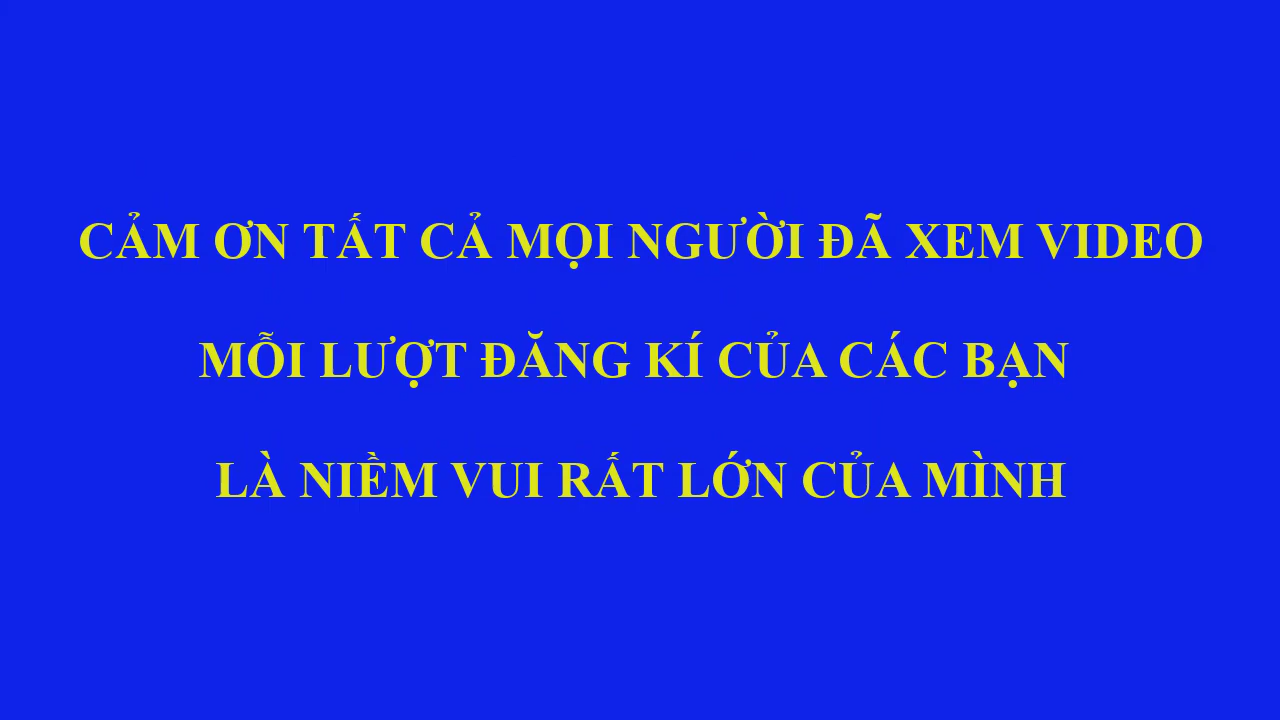 CẢM ƠN TẤT CẢ MỌI NGƯỜI ĐÃ XEM VIDEO
MỖI LƯỢT ĐĂNG KÍ CỦA CÁC BẠN
LÀ NIỀM VUI RẤT LỚN CỦA MÌNH